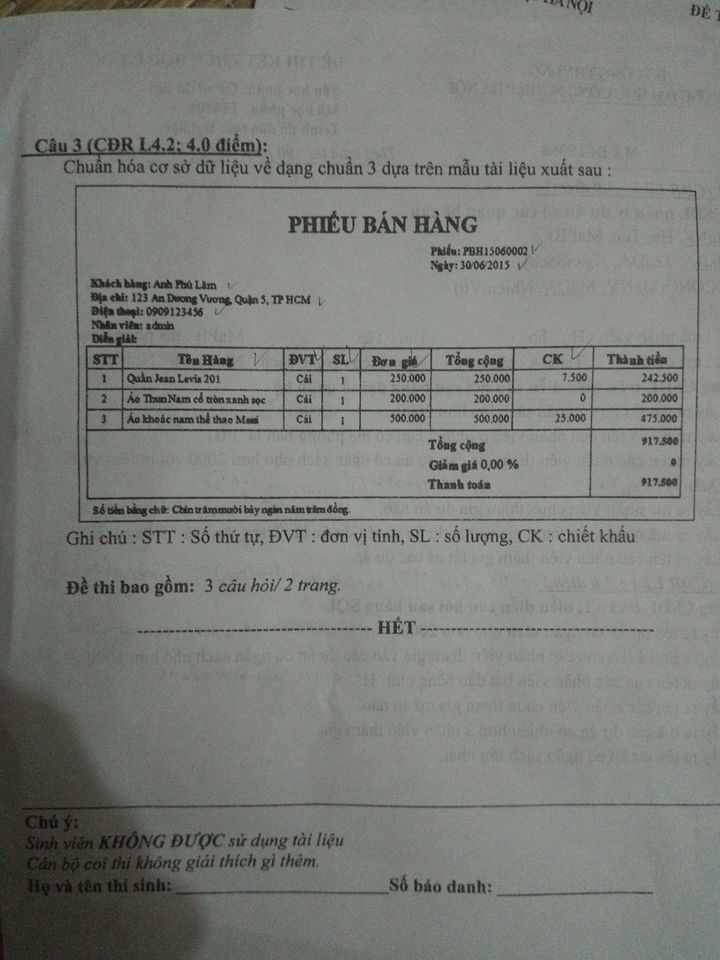 HÀ NỘI
ĐỀ T
Câu 3 (CĐR L4.2; 4.0 điểm):
Chuẩn hóa cơ sở dữ liệu về dạng chuẩn 3 dựa trên mẫu tài liệu xuất sau :
PHIẾU BÁN HÀNG
Phiếu: PBH15060002
Ngày: 30/06/2015
Khách hàng: Anh Phú Lâm
Địa chỉ: 123 An Dương Vương, Quận 5, TP HCM
Điện thoại: 0909123456
Nhân viên: admin
Diễn giải:
STT Tên Hàng ĐVT SL Đơn giá Tổng cộng CK Thành tiền
1 Quần Jean Levis 201 Cái 1 250.000 250.000 7.500 242.500
2 Áo Thun Nam cổ tròn xanh sọc Cái 1 200.000 200.000 0 200.000
3 Áo khoác nam thể thao Messi Cái 1 500.000 500.000 25.000 475.000
Tổng cộng 917.500
Giảm giá 0,00 % 0
Thanh toán 917.500
Số tiền bằng chữ: Chín trăm mười bảy ngàn năm trăm đồng.
Ghi chú : STT : Số thứ tự, ĐVT : đơn vị tính, SL : số lượng, CK : chiết khấu
Đề thi bao gồm: 3 câu hỏi/ 2 trang.
HẾT
Chú ý:
Sinh viên KHÔNG ĐƯỢC sử dụng tài liệu
Cán bộ coi thi không giải thích gì thêm.
Họ và tên thí sinh: Số báo danh: